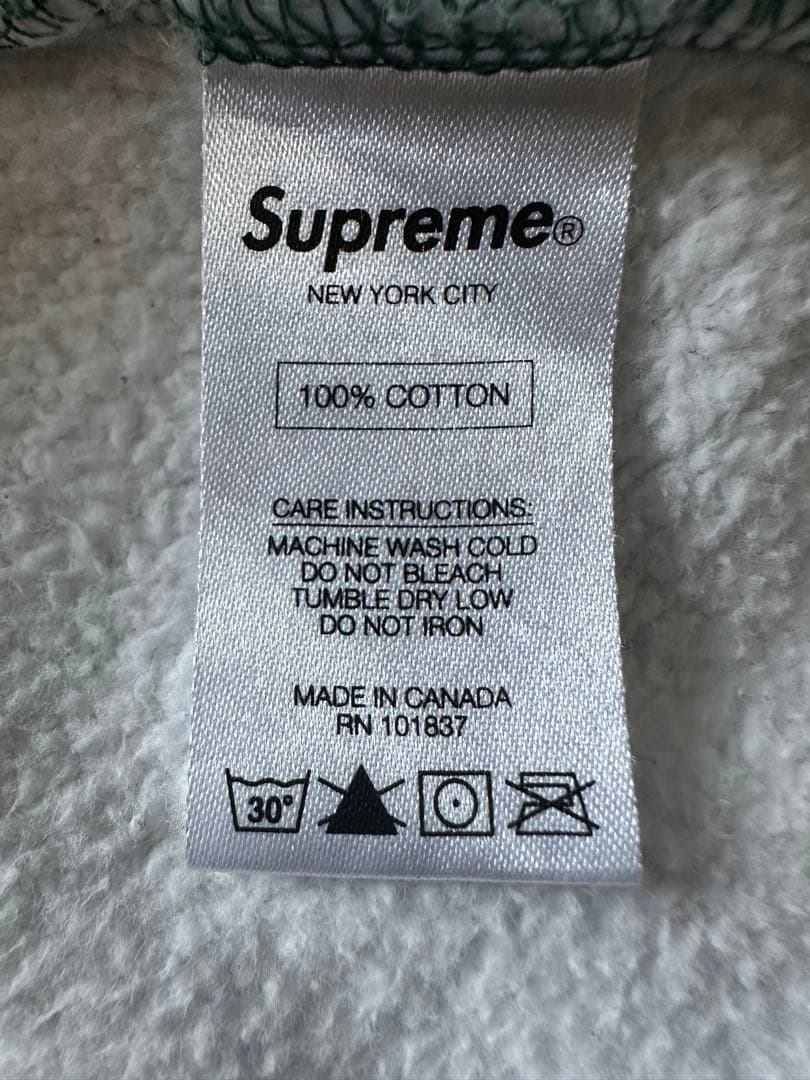 Supreme®
NEW YORK CITY
100% COTTON
CARE INSTRUCTIONS:
MACHINE WASH COLD
DO NOT BLEACH
TUMBLE DRY LOW
DO NOT IRON
MADE IN CANADA
RN 101837
30°